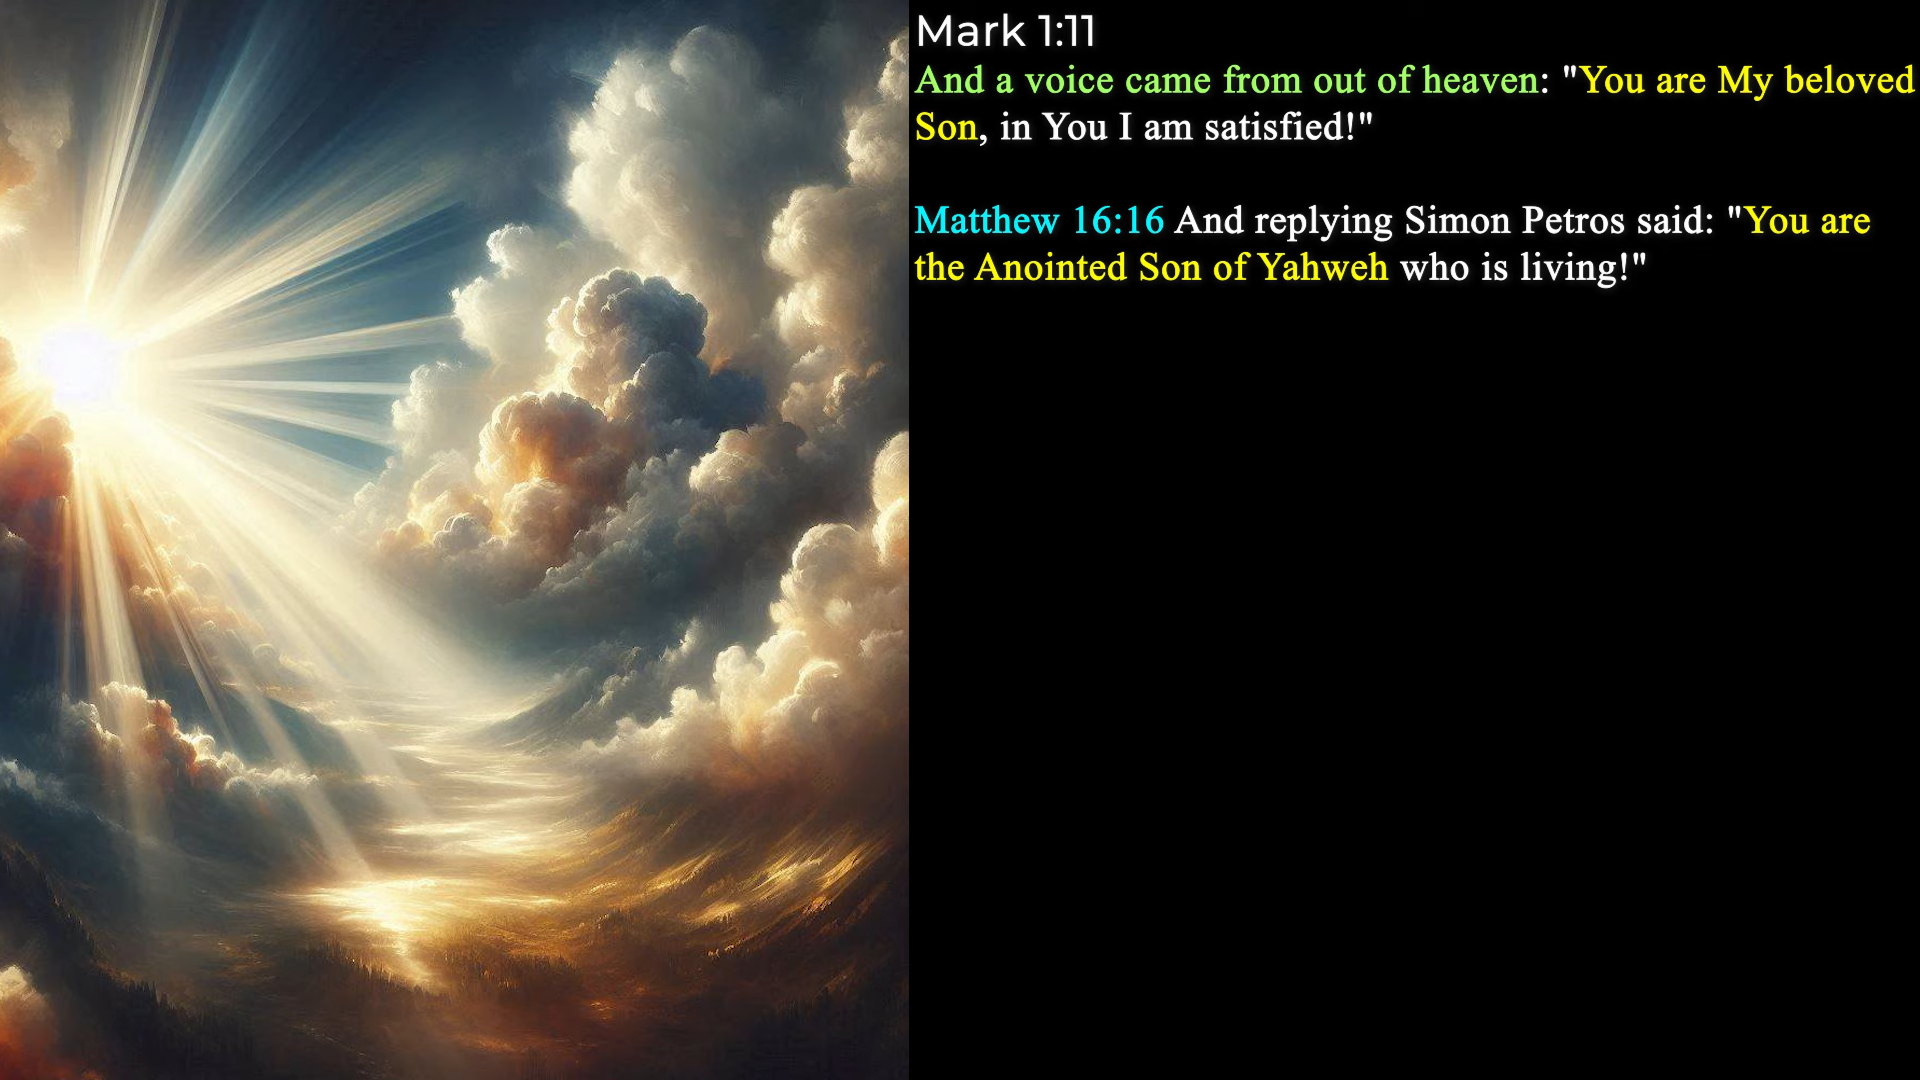 Mark 1:11
And a voice came from out of heaven: "You are My beloved
Son, in You I am satisfied!"
Matthew 16:16 And replying Simon Petros said: "You are
the Anointed Son of Yahweh who is living!"